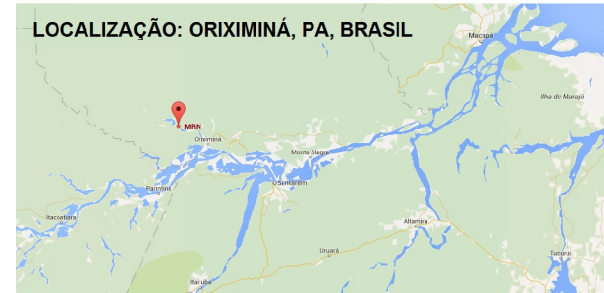 LOCALIZAÇÃO: ORIXIMINÁ, PA, BRASIL
Macapá
Ilha de Marajó
MRN
Oriximiná
Monte Alegre
Santarém
Parintins
Itacoatiara
Altamira
Uruará
Tucuruí
Itaituba